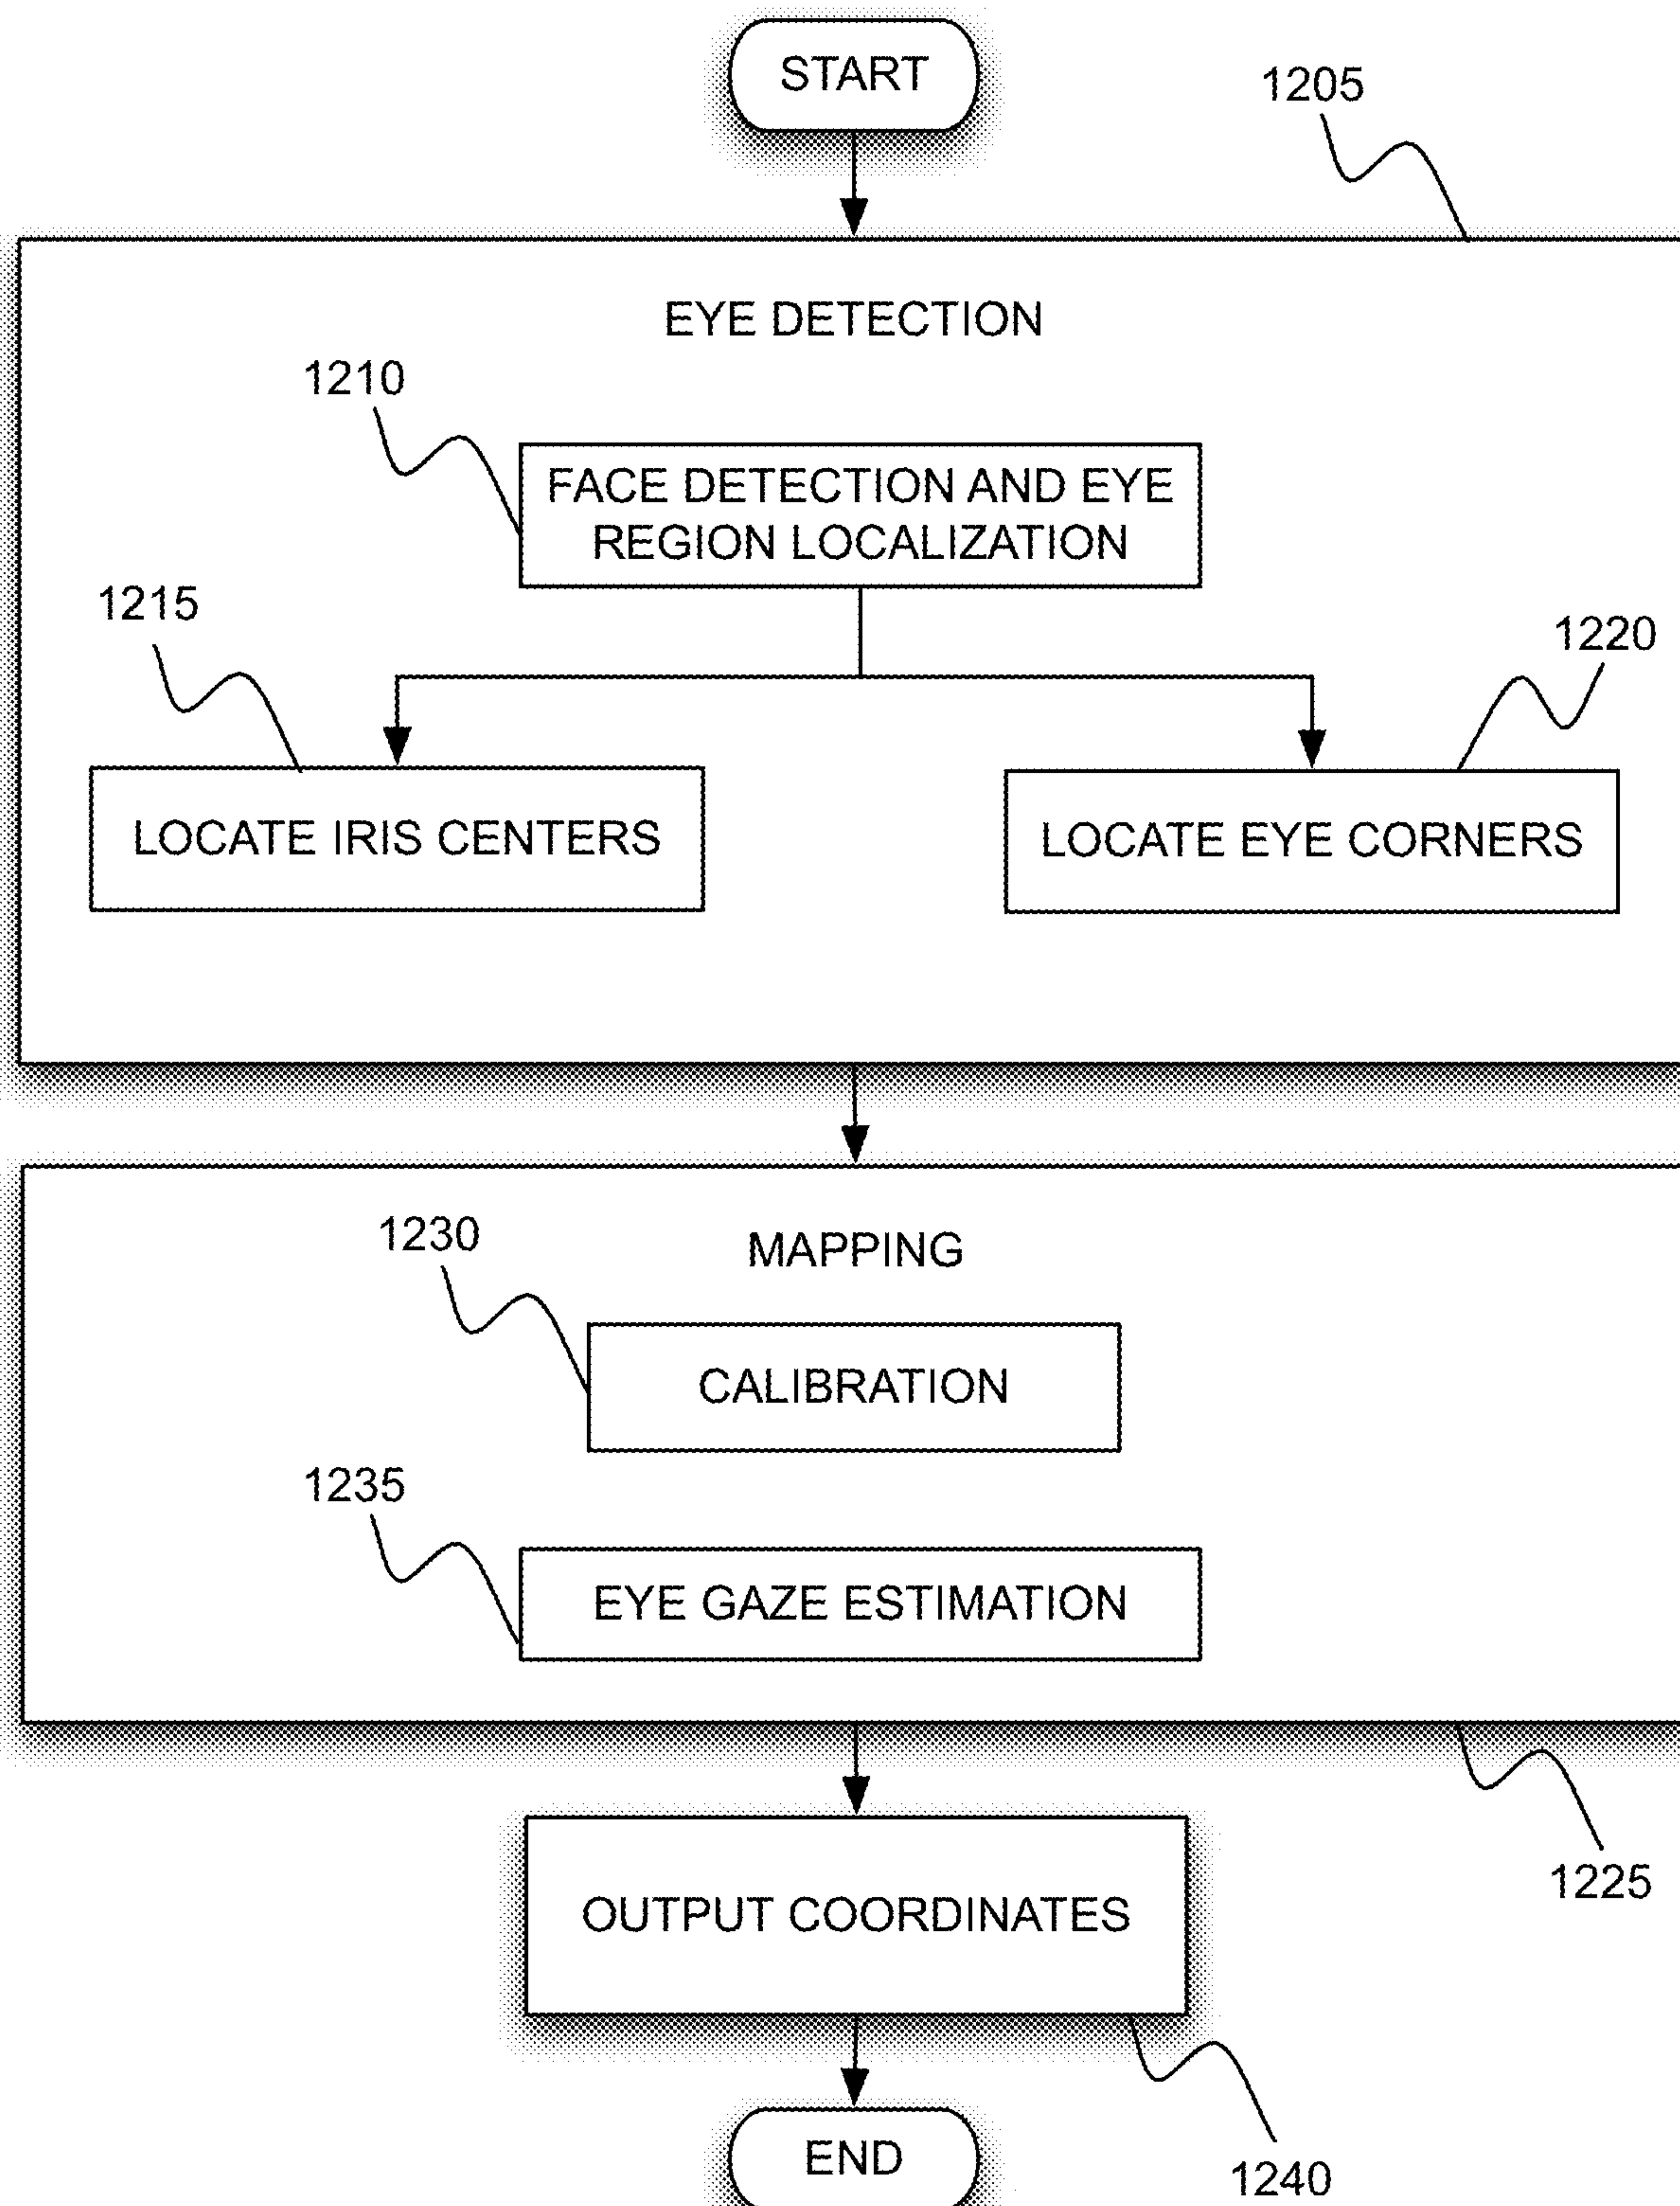 START
1205
EYE DETECTION
1210
FACE DETECTION AND EYE
REGION LOCALIZATION
1215
1220
LOCATE IRIS CENTERS
LOCATE EYE CORNERS
1230
MAPPING
CALIBRATION
1235
EYE GAZE ESTIMATION
1225
OUTPUT COORDINATES
END
1240